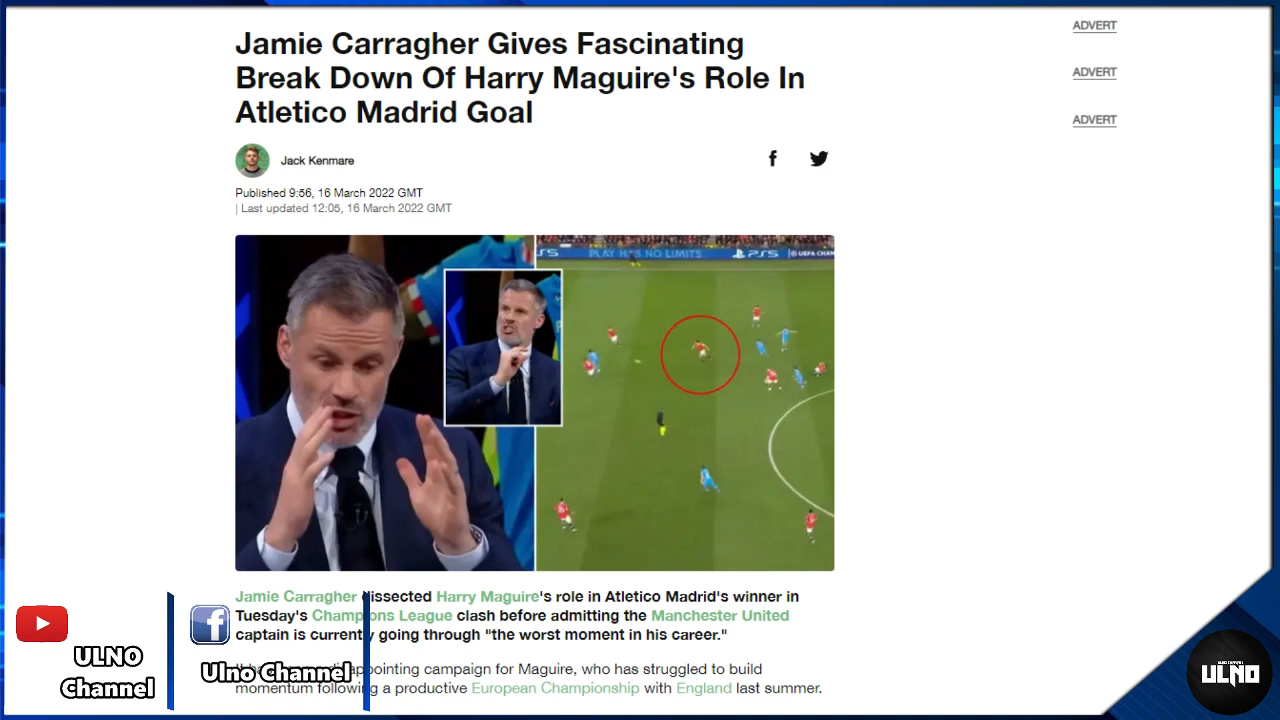 Jamie Carragher Gives Fascinating
Break Down Of Harry Maguire's Role In
Atletico Madrid Goal
ADVERT
ADVERT
ADVERT
Jack Kenmare
Published 9:56, 16 March 2022 GMT
| Last updated 12:05, 16 March 2022 GMT
PLAY HAS NO LIMITS PS5 UEFA CHAM
Jamie Carragher dissected Harry Maguire's role in Atletico Madrid's winner in
Tuesday's Champions League clash before admitting the Manchester United
captain is currently going through "the worst moment in his career."
pointing campaign for Maguire, who has struggled to build
momentum following a productive European Championship with England last summer.
ULNO
Channel
Ulno Channel
ULNO